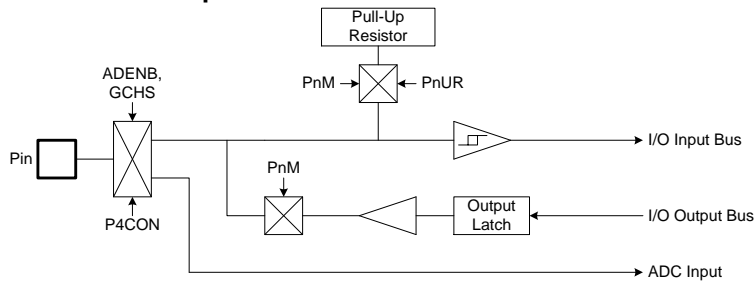 Pull-Up
Resistor
ADENB,
GCHS
PnM
PnUR
Pin
I/O Input Bus
PnM
P4CON
Output
Latch
I/O Output Bus
ADC Input